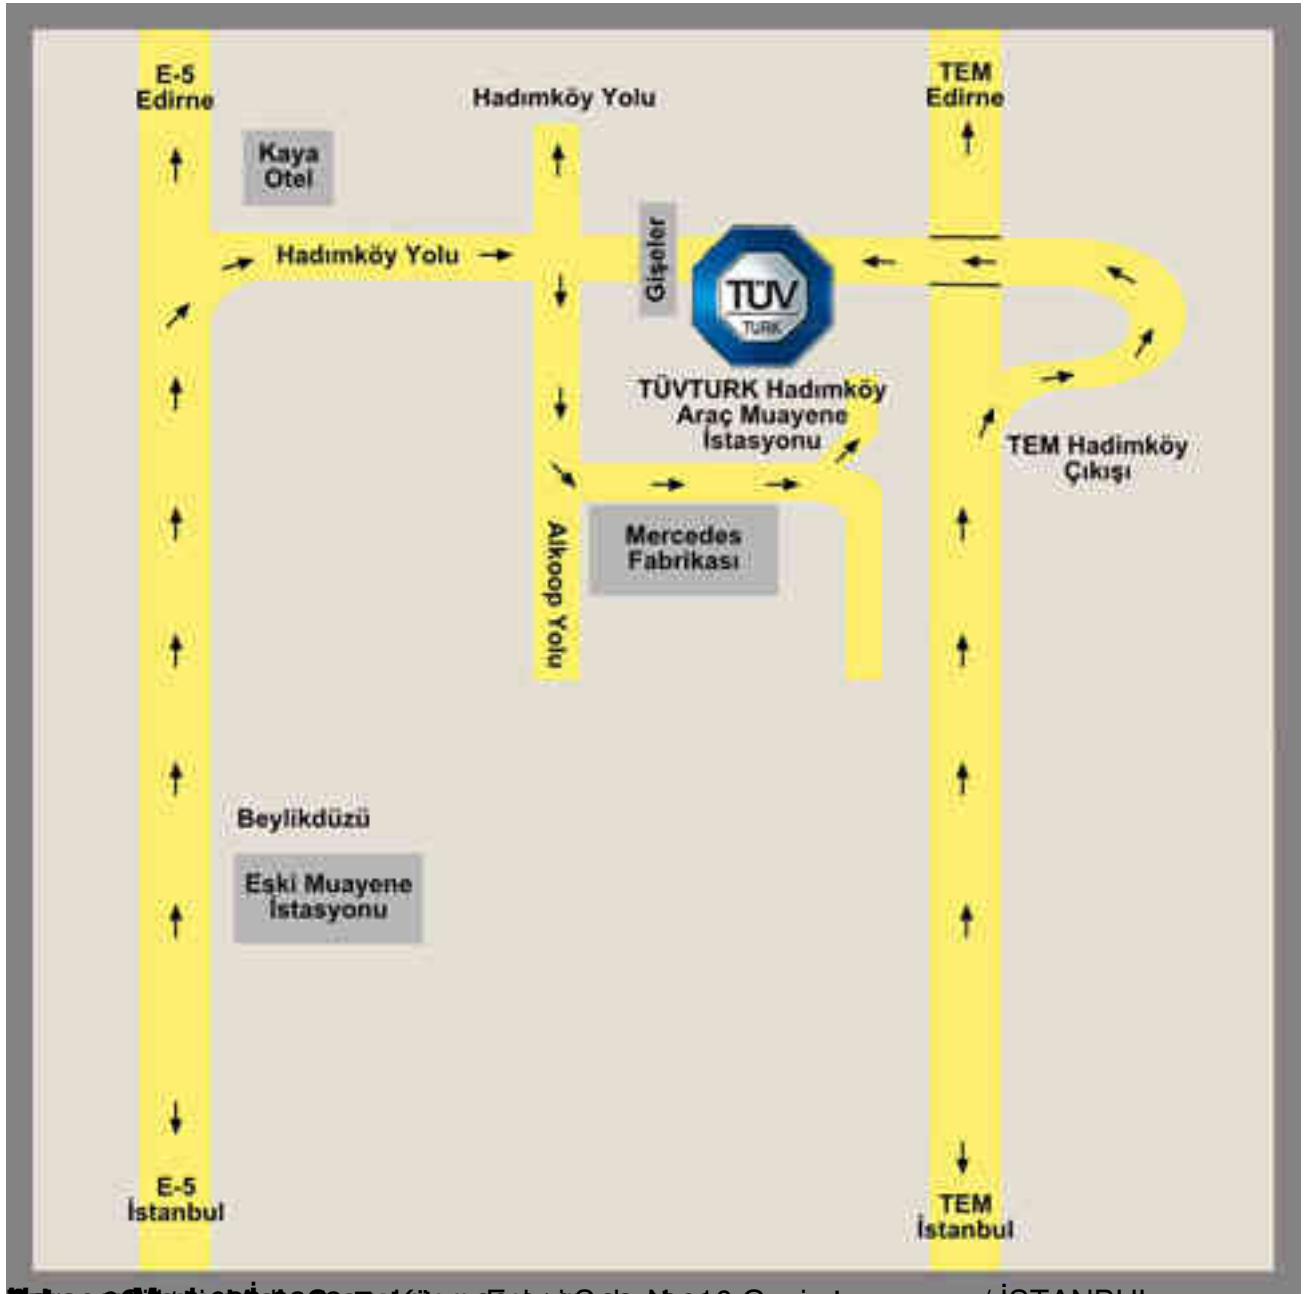 E-5
Edirne
Hadımköy Yolu
TEM
Edirne
Kaya
Otel
Gişeler
Hadımköy Yolu
TÜV
TURK
TÜVTURK Hadımköy
Araç Muayene
İstasyonu
TEM Hadimköy
Çıkışı
Mercedes
Fabrikası
Alkoop Yolu
Beylikdüzü
Eski Muayene
İstasyonu
E-5
İstanbul
TEM
İstanbul
/ İSTANBUL